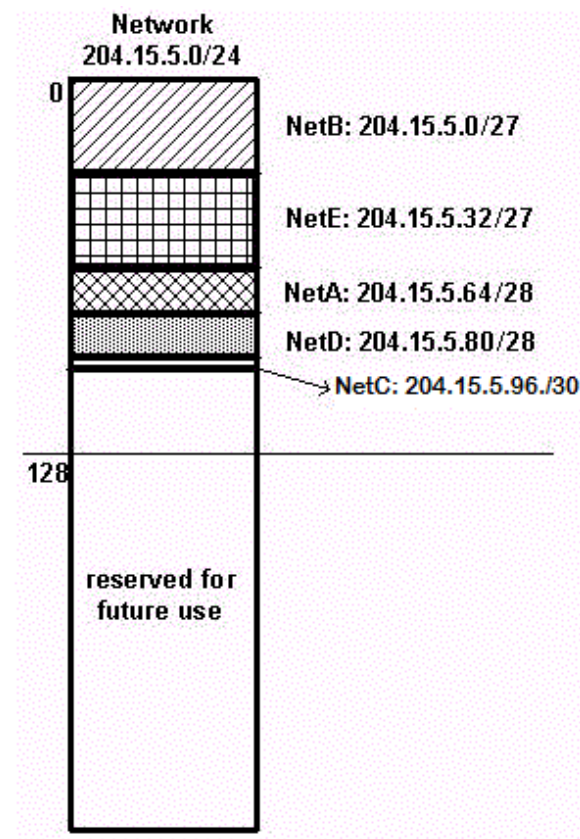 Network
204.15.5.0/24
0
NetB: 204.15.5.0/27
NetE: 204.15.5.32/27
NetA: 204.15.5.64/28
NetD: 204.15.5.80/28
NetC: 204.15.5.96./30
128
reserved for
future use